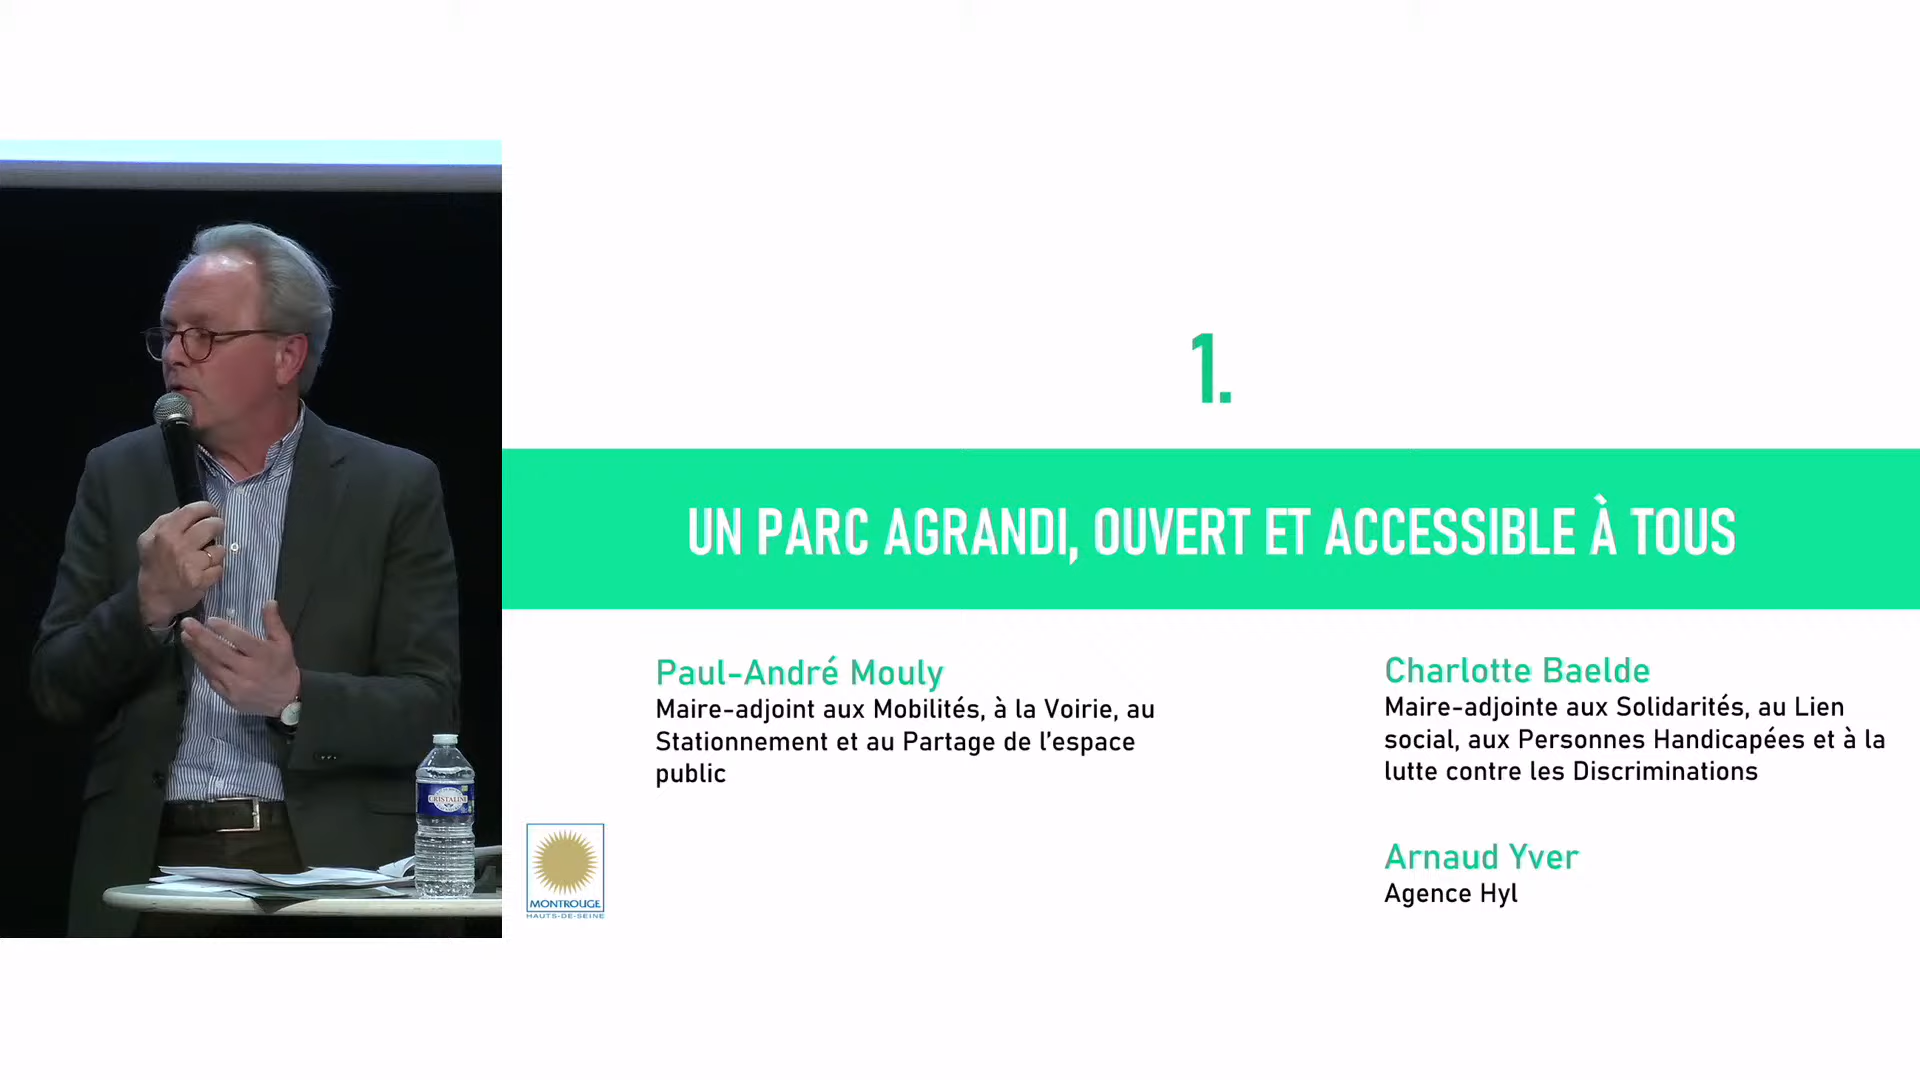 1.
UN PARC AGRANDI, OUVERT ET ACCESSIBLE À TOUS
Paul-André Mouly
Maire-adjoint aux Mobilités, à la Voirie, au
Stationnement et au Partage de l'espace
public
Charlotte Baelde
Maire-adjointe aux Solidarités, au Lien
social, aux Personnes Handicapées et à la
lutte contre les Discriminations
Arnaud Yver
Agence Hyl
CRISTALINE
MONTROUGE
HAUTS-DE-SEINE